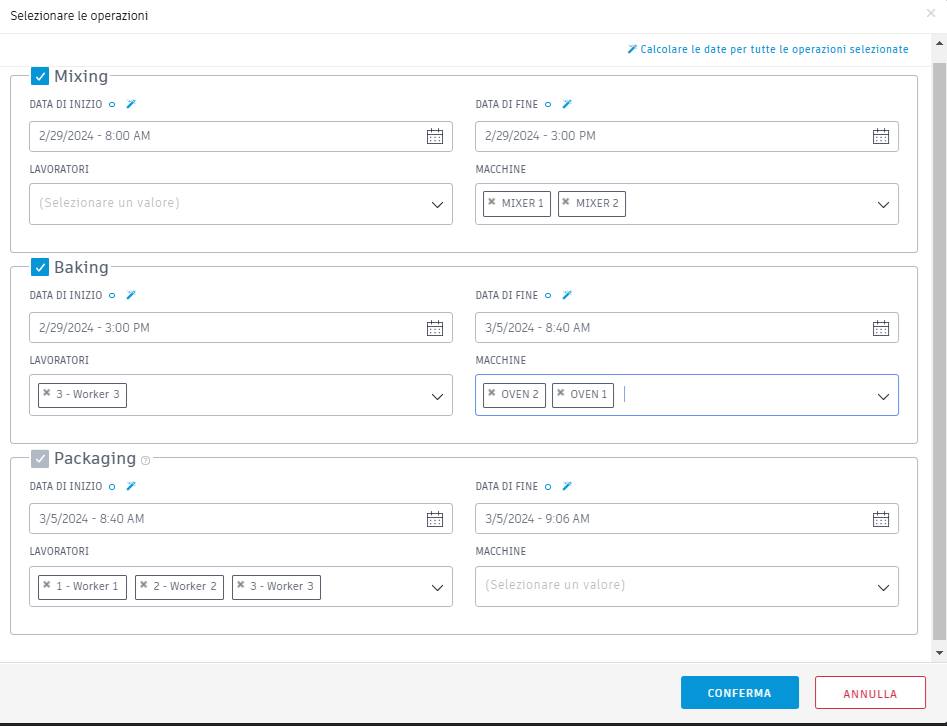 Selezionare le operazioni
Calcolare le date per tutte le operazioni selezionate
Mixing
DATA DI INIZIO
DATA DI FINE
2/29/2024 - 8:00 AM
2/29/2024 - 3:00 PM
LAVORATORI
MACCHINE
(Selezionare un valore)
MIXER 1 MIXER 2
Baking
DATA DI INIZIO
DATA DI FINE
2/29/2024 - 3:00 PM
3/5/2024 - 8:40 AM
LAVORATORI
MACCHINE
3 - Worker 3
OVEN 2 OVEN 1
Packaging
DATA DI INIZIO
DATA DI FINE
3/5/2024 - 8:40 AM
3/5/2024 - 9:06 AM
LAVORATORI
MACCHINE
1 - Worker 1 2 - Worker 2 3 - Worker 3
(Selezionare un valore)
CONFERMA
ANNULLA